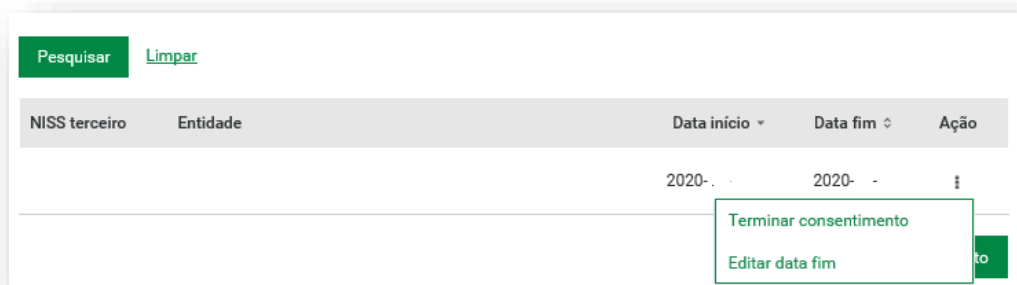 Pesquisar Limpar
NISS terceiro Entidade Data início Data fim Ação
2020- . 2020- -
Terminar consentimento
Editar data fim
to